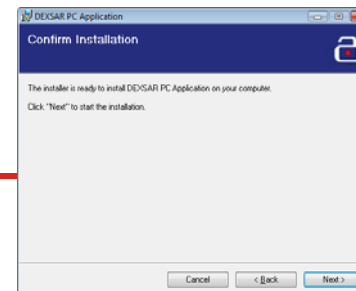 DEXSAR PC Application
Confirm Installation
The installer is ready to install DEXSAR PC Application on your computer.
Click "Next" to start the installation.
Cancel
< Back
Next >